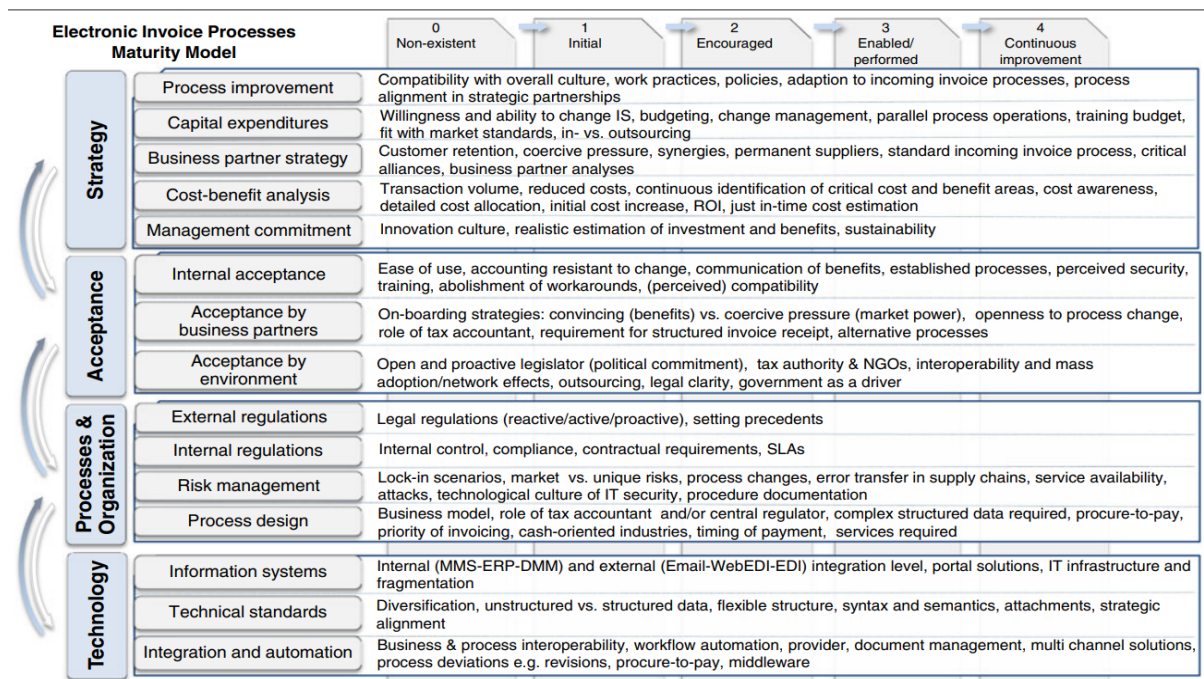 Electronic Invoice Processes
Maturity Model
0
Non-existent
1
Initial
2
Encouraged
3
Enabled/
performed
4
Continuous
improvement
Strategy
Process improvement
Compatibility with overall culture, work practices, policies, adaption to incoming invoice processes, process
alignment in strategic partnerships
Capital expenditures
Willingness and ability to change IS, budgeting, change management, parallel process operations, training budget,
fit with market standards, in- vs. outsourcing
Business partner strategy
Customer retention, coercive pressure, synergies, permanent suppliers, standard incoming invoice process, critical
alliances, business partner analyses
Cost-benefit analysis
Transaction volume, reduced costs, continuous identification of critical cost and benefit areas, cost awareness,
detailed cost allocation, initial cost increase, ROI, just in-time cost estimation
Management commitment
Innovation culture, realistic estimation of investment and benefits, sustainability
Acceptance
Internal acceptance
Ease of use, accounting resistant to change, communication of benefits, established processes, perceived security,
training, abolishment of workarounds, (perceived) compatibility
Acceptance by
business partners
On-boarding strategies: convincing (benefits) vs. coercive pressure (market power), openness to process change,
role of tax accountant, requirement for structured invoice receipt, alternative processes
Acceptance by
environment
Open and proactive legislator (political commitment), tax authority & NGOs, interoperability and mass
adoption/network effects, outsourcing, legal clarity, government as a driver
Processes &
Organization
External regulations
Legal regulations (reactive/active/proactive), setting precedents
Internal regulations
Internal control, compliance, contractual requirements, SLAs
Risk management
Lock-in scenarios, market vs. unique risks, process changes, error transfer in supply chains, service availability,
attacks, technological culture of IT security, procedure documentation
Process design
Business model, role of tax accountant and/or central regulator, complex structured data required, procure-to-pay,
priority of invoicing, cash-oriented industries, timing of payment, services required
Technology
Information systems
Internal (MMS-ERP-DMM) and external (Email-WebEDI-EDI) integration level, portal solutions, IT infrastructure and
fragmentation
Technical standards
Diversification, unstructured vs. structured data, flexible structure, syntax and semantics, attachments, strategic
alignment
Integration and automation
Business & process interoperability, workflow automation, provider, document management, multi channel solutions,
process deviations e.g. revisions, procure-to-pay, middleware